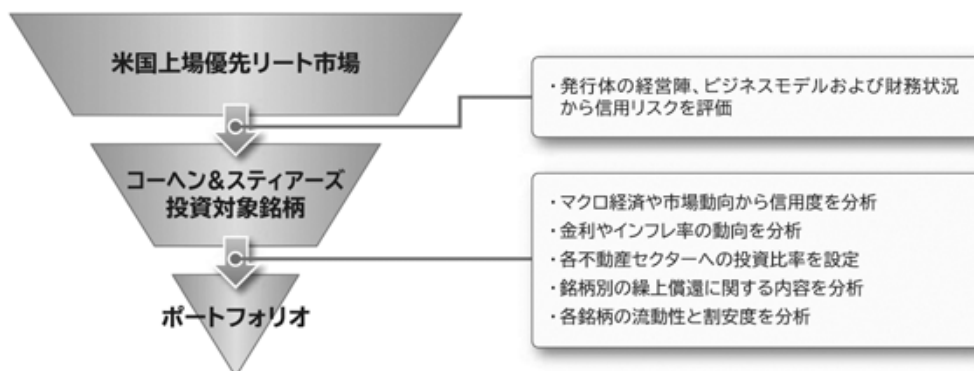 米国上場優先リート市場
・発行体の経営陣、ビジネスモデルおよび財務状況
から信用リスクを評価
コーヘン&スティアーズ
投資対象銘柄
・マクロ経済や市場動向から信用度を分析
・金利やインフレ率の動向を分析
・各不動産セクターへの投資比率を設定
・銘柄別の繰上償還に関する内容を分析
・各銘柄の流動性と割安度を分析
ポートフォリオ